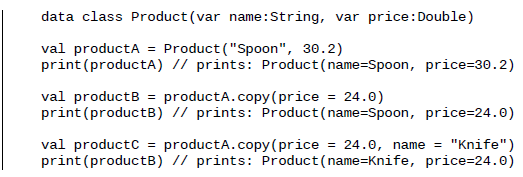 data class Product(var name:String, var price:Double)
val productA = Product("Spoon", 30.2)
print(productA) // prints: Product(name=Spoon, price=30.2)
val productB = productA.copy(price = 24.0)
print(productB) // prints: Product(name=Spoon, price=24.0)
val productC = productA.copy(price = 24.0, name = "Knife")
print(productB) // prints: Product(name=Knife, price=24.0)